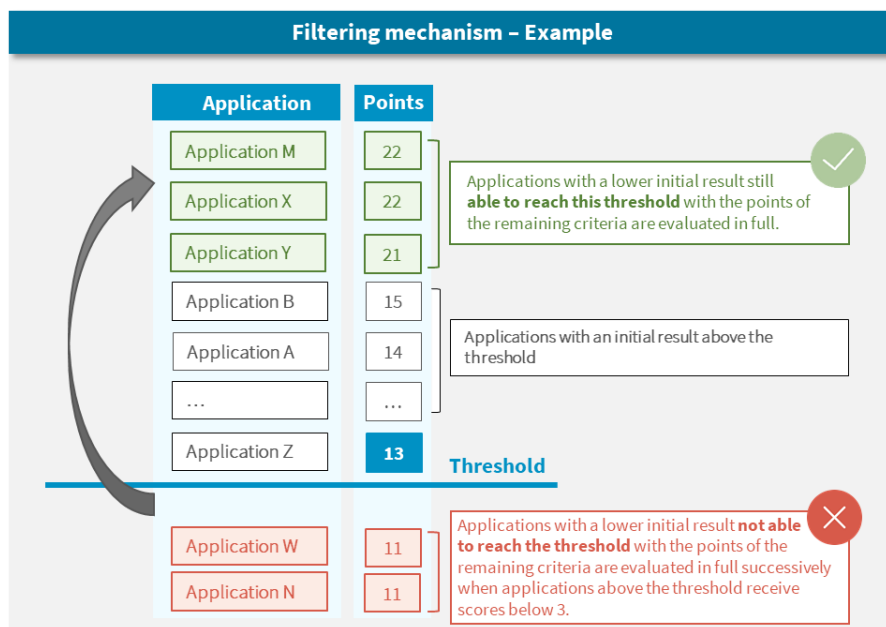 Filtering mechanism – Example
Application Points
Application M 22
Application X 22
Application Y 21
Applications with a lower initial result still
able to reach this threshold with the points of
the remaining criteria are evaluated in full.
Application B 15
Application A 14
... ...
Applications with an initial result above the
threshold
Application Z 13
Threshold
Application W 11
Application N 11
Applications with a lower initial result not able
to reach the threshold with the points of the
remaining criteria are evaluated in full successively
when applications above the threshold receive
scores below 3.